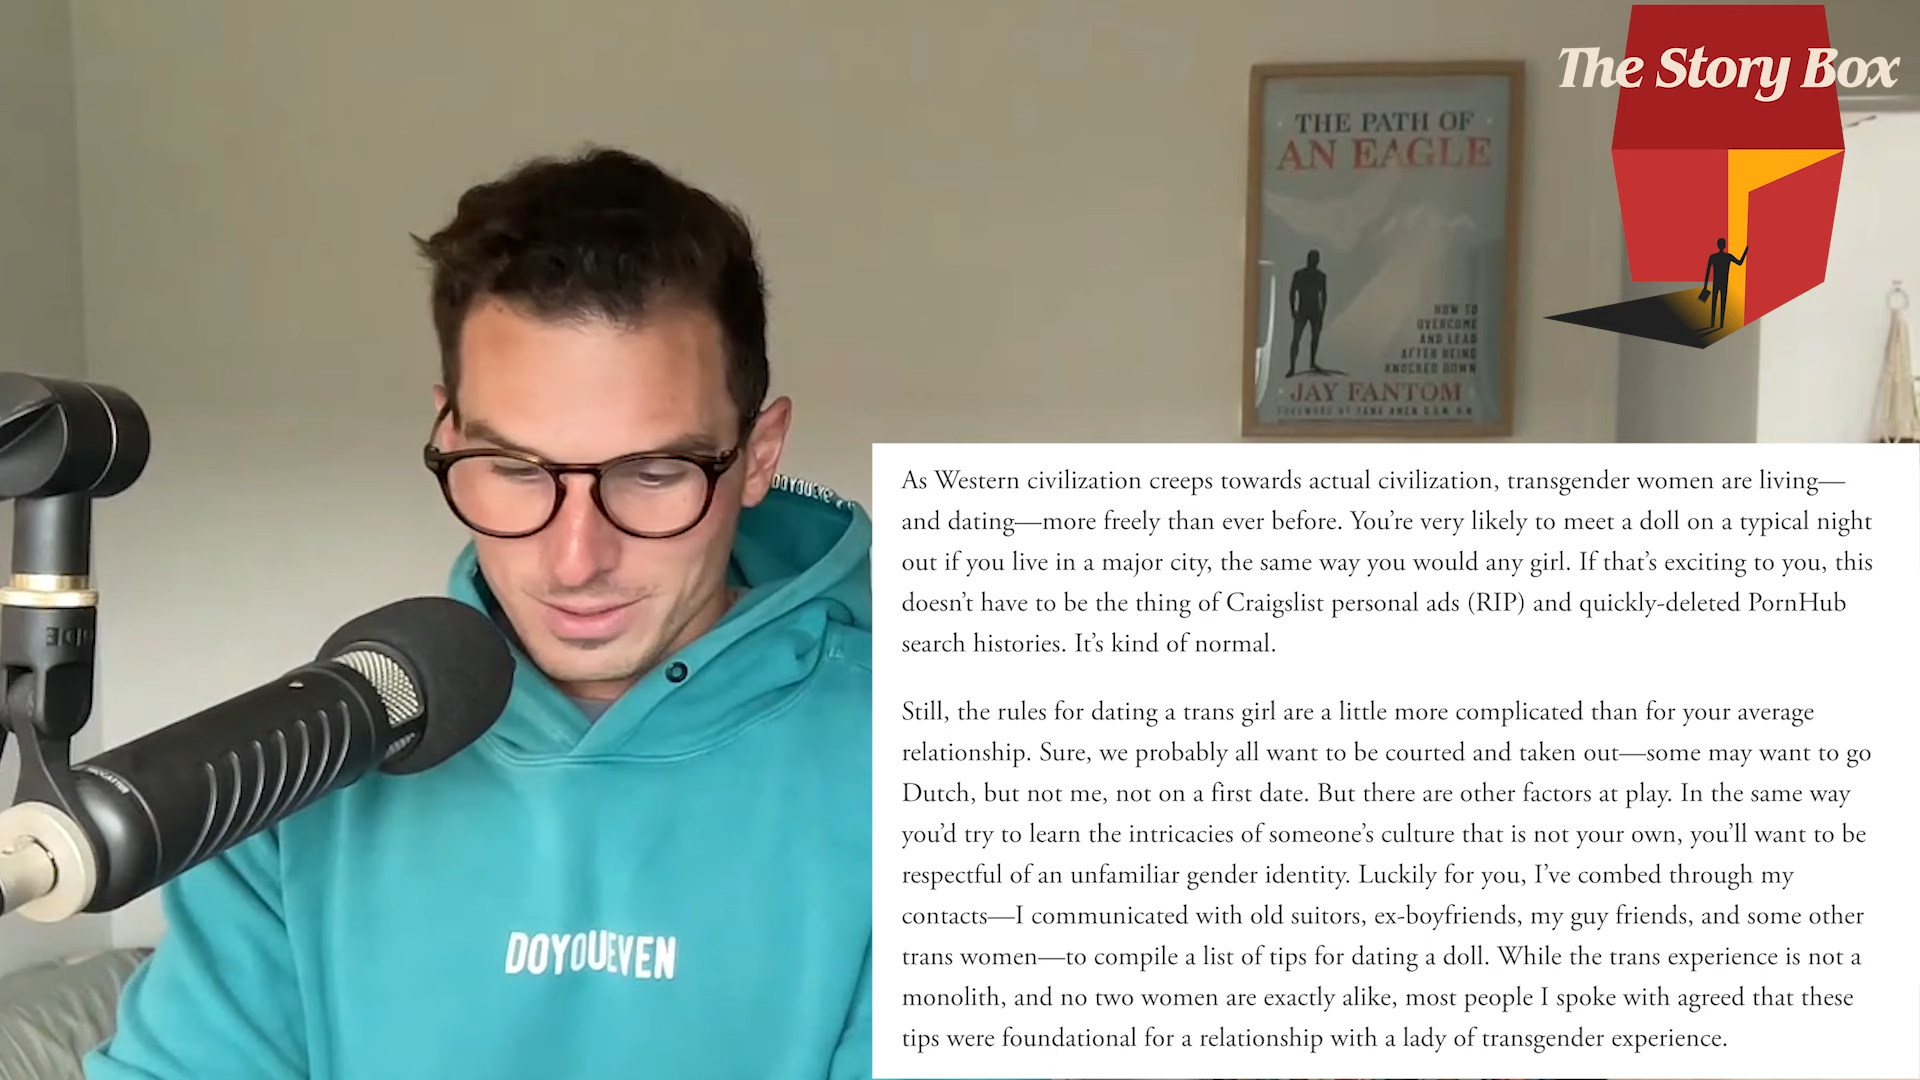 The Story Box
THE PATH OF
AN EAGLE
HOW TO
OVERCOME
AND LEAD
AFTER BEING
KNOCKED DOWN
JAY FANTOM
FOREWORD BY
DOYOUEVEN
RØDE
PROCASTER
DOYOUEVEN
As Western civilization creeps towards actual civilization, transgender women are living—
and dating—more freely than ever before. You’re very likely to meet a doll on a typical night
out if you live in a major city, the same way you would any girl. If that’s exciting to you, this
doesn’t have to be the thing of Craigslist personal ads (RIP) and quickly-deleted PornHub
search histories. It’s kind of normal.
Still, the rules for dating a trans girl are a little more complicated than for your average
relationship. Sure, we probably all want to be courted and taken out—some may want to go
Dutch, but not me, not on a first date. But there are other factors at play. In the same way
you’d try to learn the intricacies of someone’s culture that is not your own, you’ll want to be
respectful of an unfamiliar gender identity. Luckily for you, I’ve combed through my
contacts—I communicated with old suitors, ex-boyfriends, my guy friends, and some other
trans women—to compile a list of tips for dating a doll. While the trans experience is not a
monolith, and no two women are exactly alike, most people I spoke with agreed that these
tips were foundational for a relationship with a lady of transgender experience.